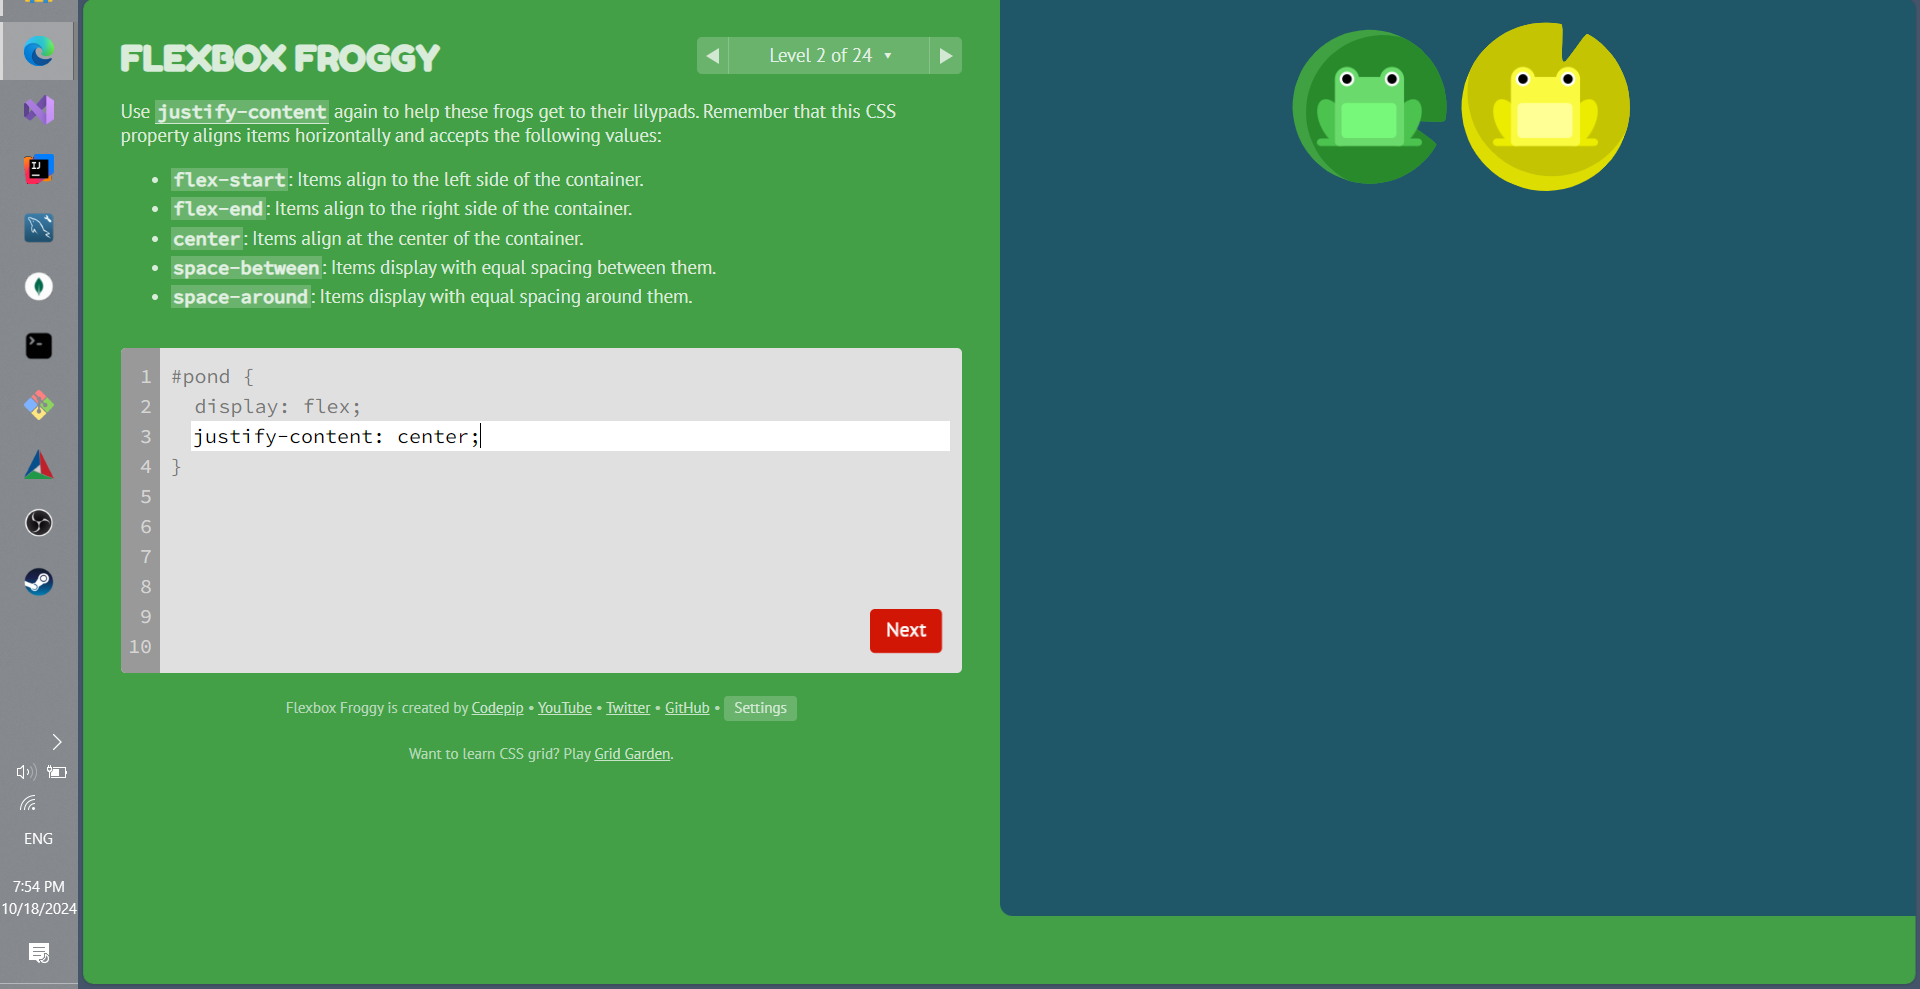 FLEXBOX FROGGY
◀ Level 2 of 24 ▾ ▶
Use justify-content again to help these frogs get to their lilypads. Remember that this CSS
property aligns items horizontally and accepts the following values:
• flex-start: Items align to the left side of the container.
• flex-end: Items align to the right side of the container.
• center: Items align at the center of the container.
• space-between: Items display with equal spacing between them.
• space-around: Items display with equal spacing around them.
1 #pond {
2   display: flex;
3   justify-content: center;
4 }
5
6
7
8
9
10
Next
Flexbox Froggy is created by Codepip • YouTube • Twitter • GitHub • Settings
Want to learn CSS grid? Play Grid Garden.
IJ
ENG
7:54 PM
10/18/2024